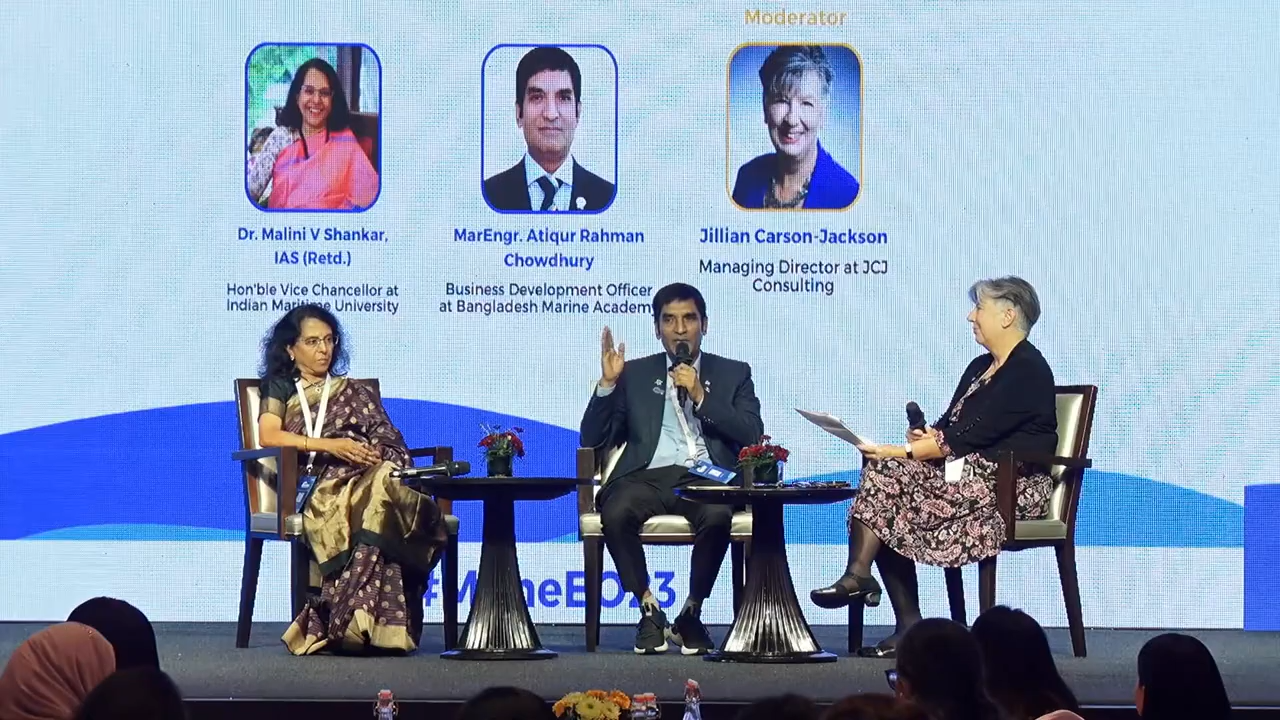 Moderator
Dr. Malini V Shankar,
IAS (Retd.)
Hon'ble Vice Chancellor at
Indian Maritime University
MarEngr. Atiqur Rahman
Chowdhury
Business Development Officer
at Bangladesh Marine Academy
Jillian Carson-Jackson
Managing Director at JCJ
Consulting